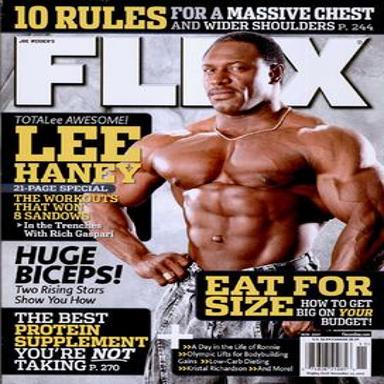 10 RULES FOR A MASSIVE CHEST
AND WIDER SHOULDERS P. 244
JOE WEIDER'S
FLEX
TOTALee AWESOME!
LEE
HANEY
21-PAGE SPECIAL
THE WORKOUTS
THAT WON
8 SANDOWS
In the Trenches
With Rich Gaspari
HUGE
BICEPS!
Two Rising Stars
Show You How
THE BEST
PROTEIN
SUPPLEMENT
YOU'RE NOT
TAKING P. 270
EAT FOR
SIZE HOW TO GET
BIG ON YOUR
BUDGET!
+
>>A Day in the Life of Ronnie
>>Olympic Lifts for Bodybuilding
Gains >>Low-Carb Dieting
>>Kristal Richardson >>And More!